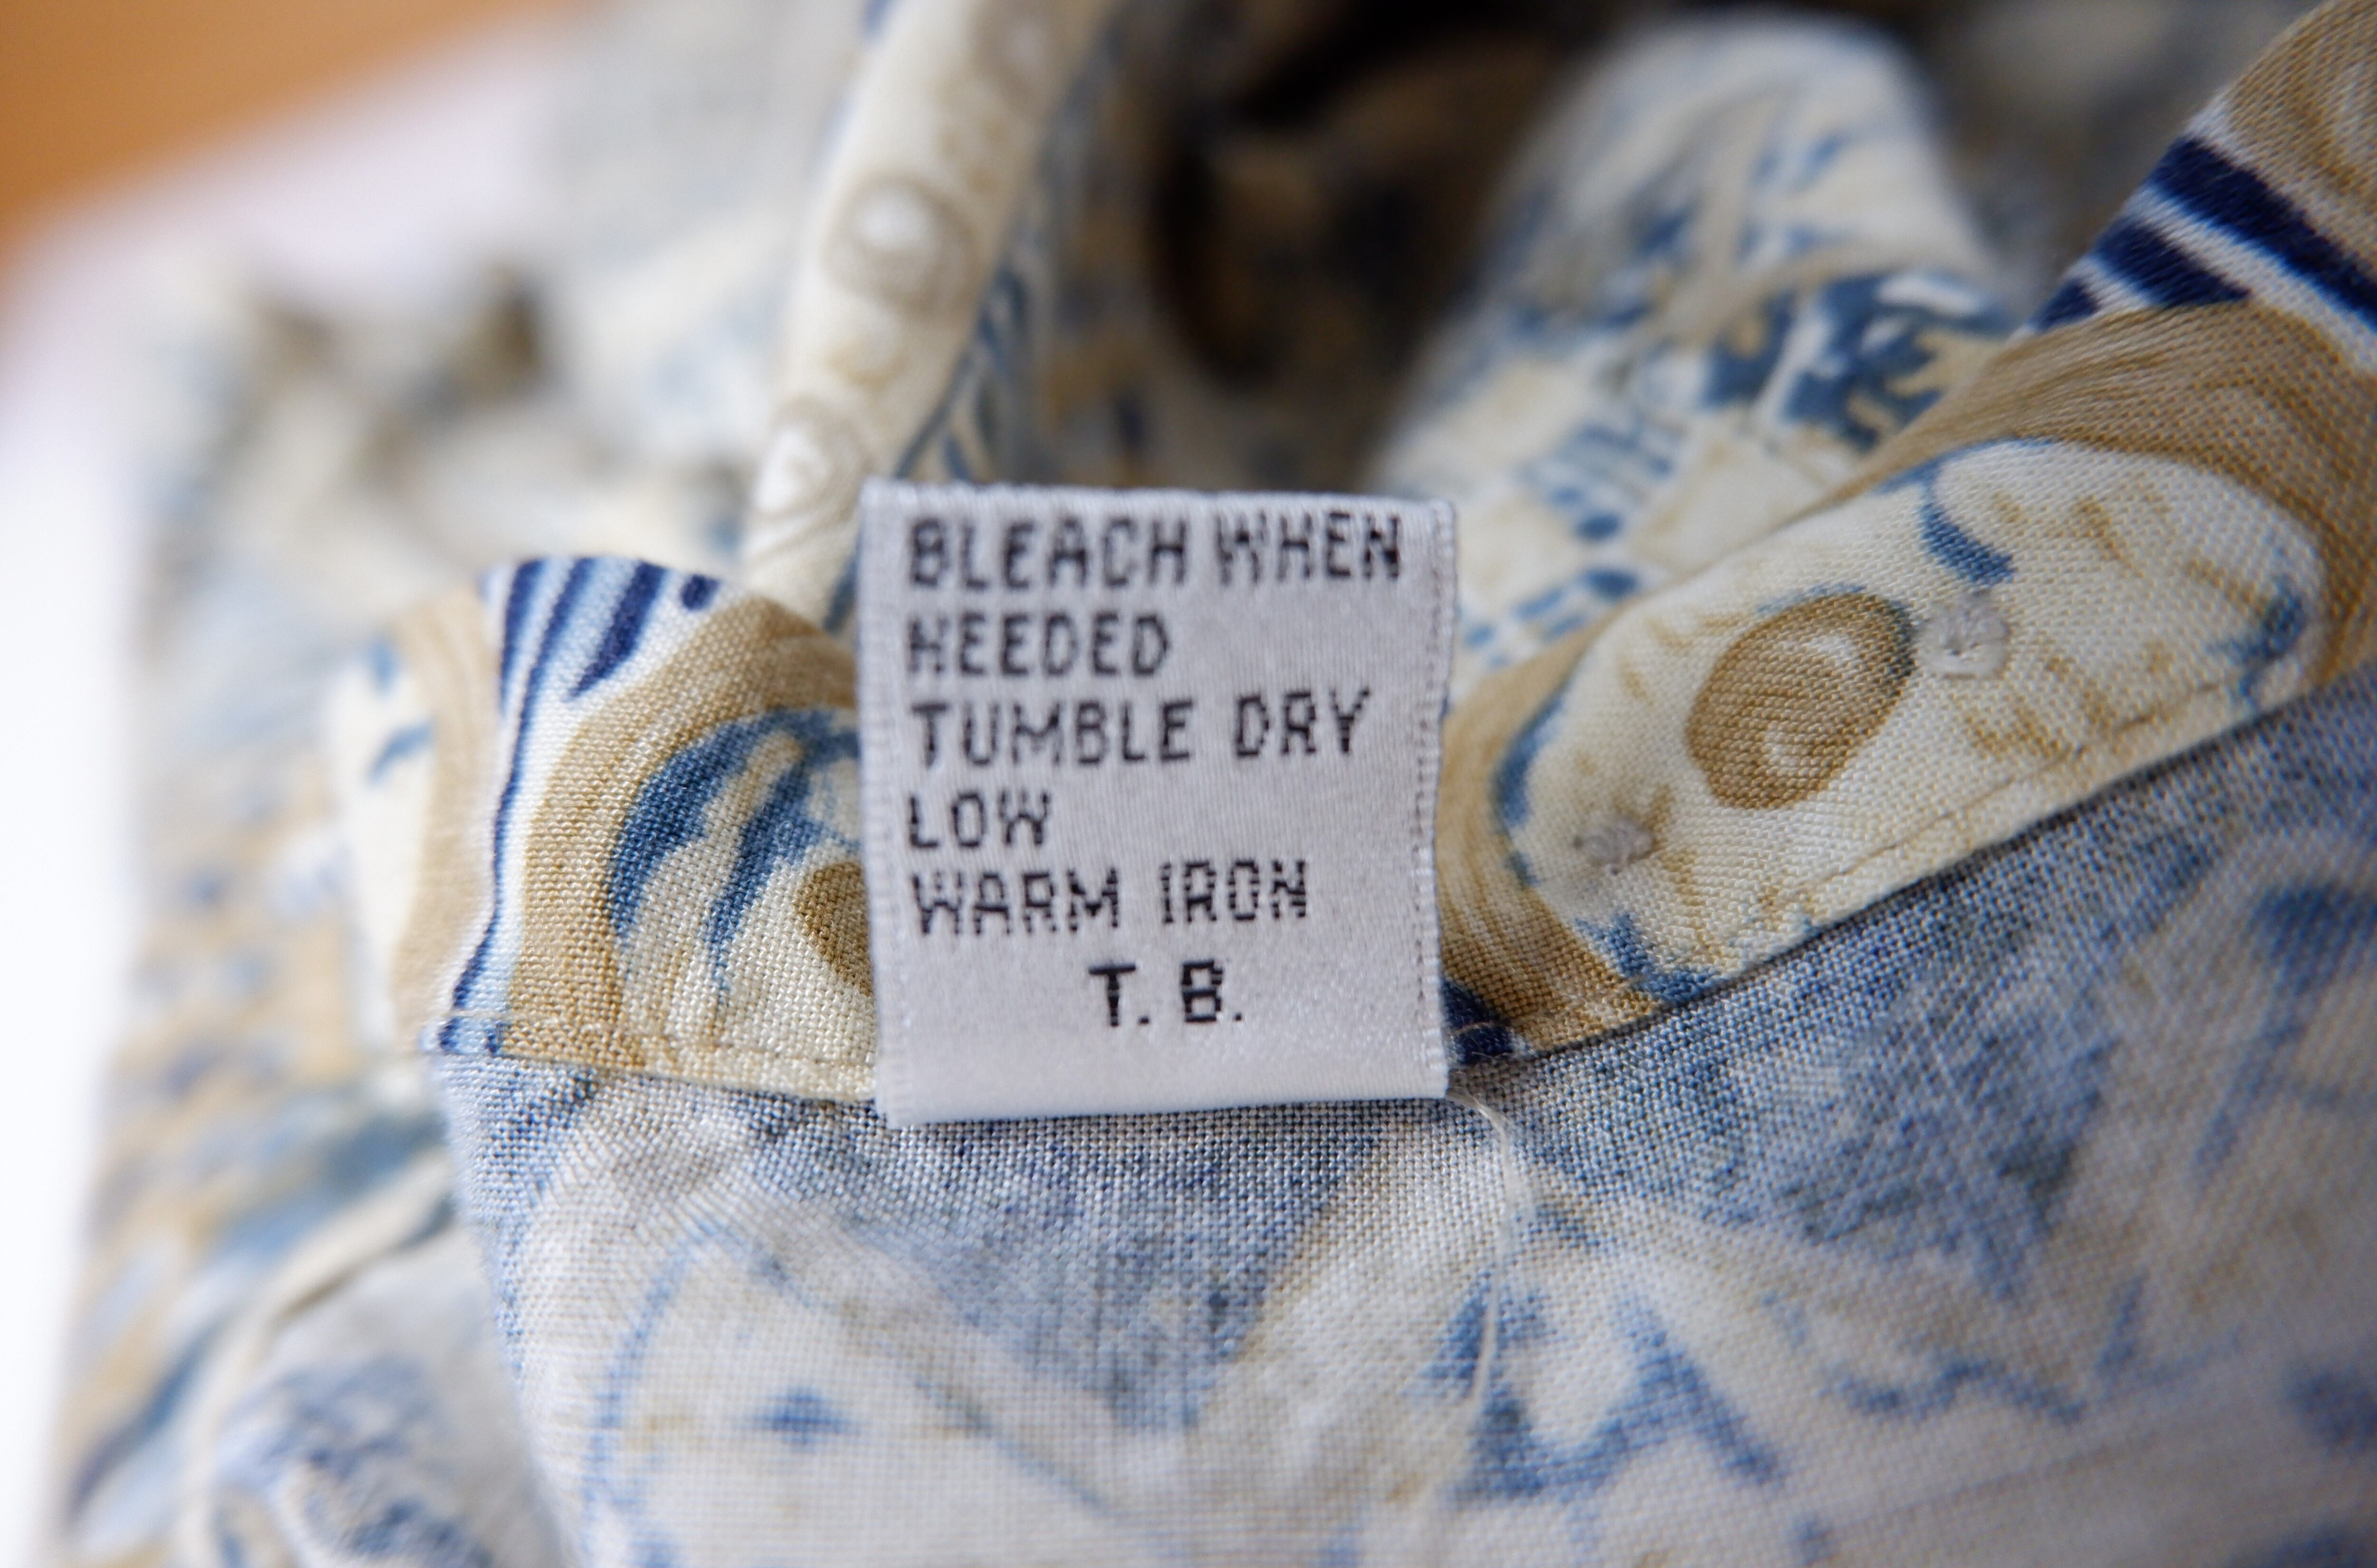 BLEACH WHEN
NEEDED
TUMBLE DRY
LOW
WARM IRON
T. B.